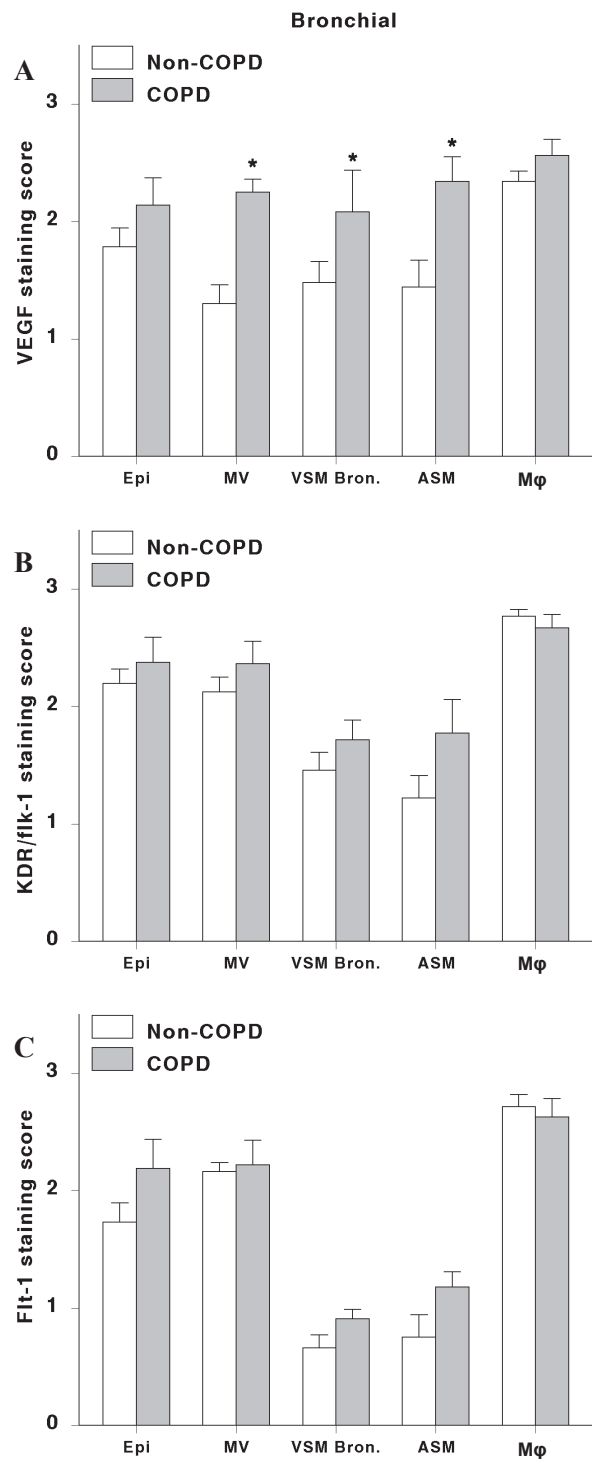 Bronchial
A
Non-COPD
COPD
3
2
1
0
VEGF staining score
*
*
*
Epi MV VSM Bron. ASM Mφ
B
Non-COPD
COPD
3
2
1
0
KDR/flk-1 staining score
Epi MV VSM Bron. ASM Mφ
C
Non-COPD
COPD
3
2
1
0
Flt-1 staining score
Epi MV VSM Bron. ASM Mφ